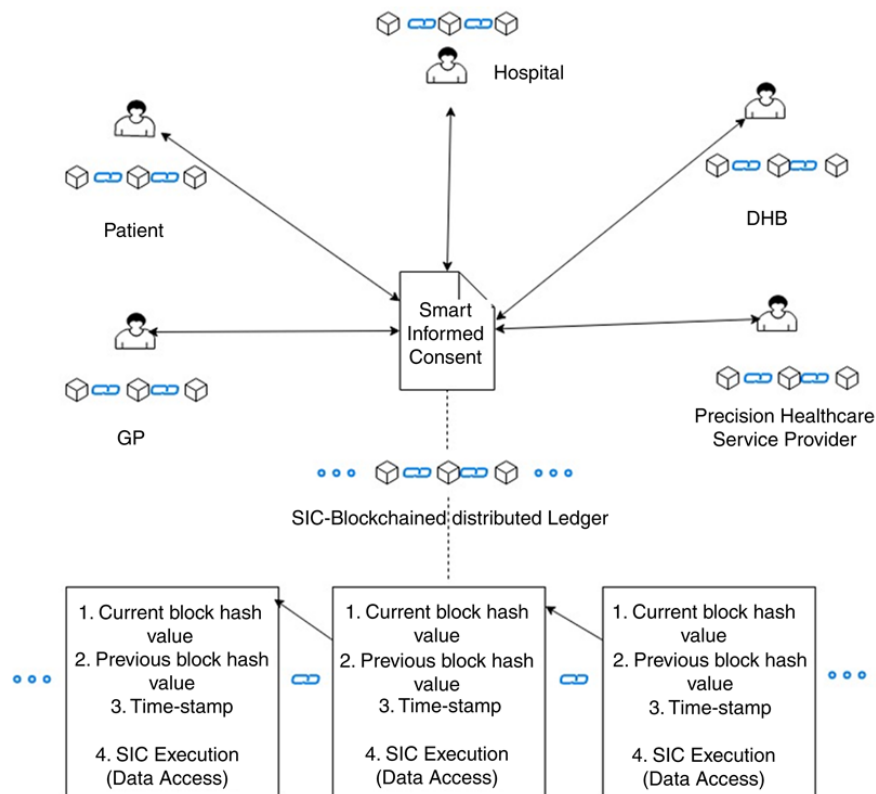 Hospital
Patient
DHB
Smart
Informed
Consent
GP
Precision Healthcare
Service Provider
SIC-Blockchained distributed Ledger
1. Current block hash
value
2. Previous block hash
value
3. Time-stamp
4. SIC Execution
(Data Access)
1. Current block hash
value
2. Previous block hash
value
3. Time-stamp
4. SIC Execution
(Data Access)
1. Current block hash
value
2. Previous block hash
value
3. Time-stamp
4. SIC Execution
(Data Access)